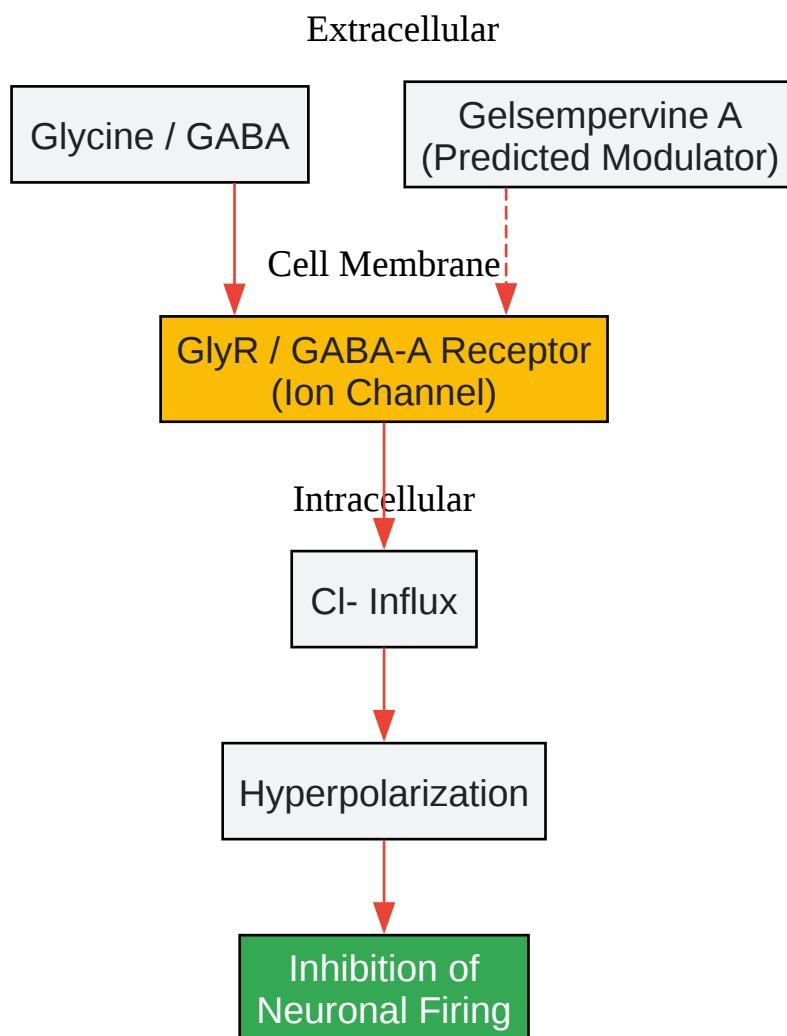 Extracellular
Glycine / GABA
Gelsempervine A
(Predicted Modulator)
Cell Membrane
GlyR / GABA-A Receptor
(Ion Channel)
Intracellular
Cl- Influx
Hyperpolarization
Inhibition of
Neuronal Firing